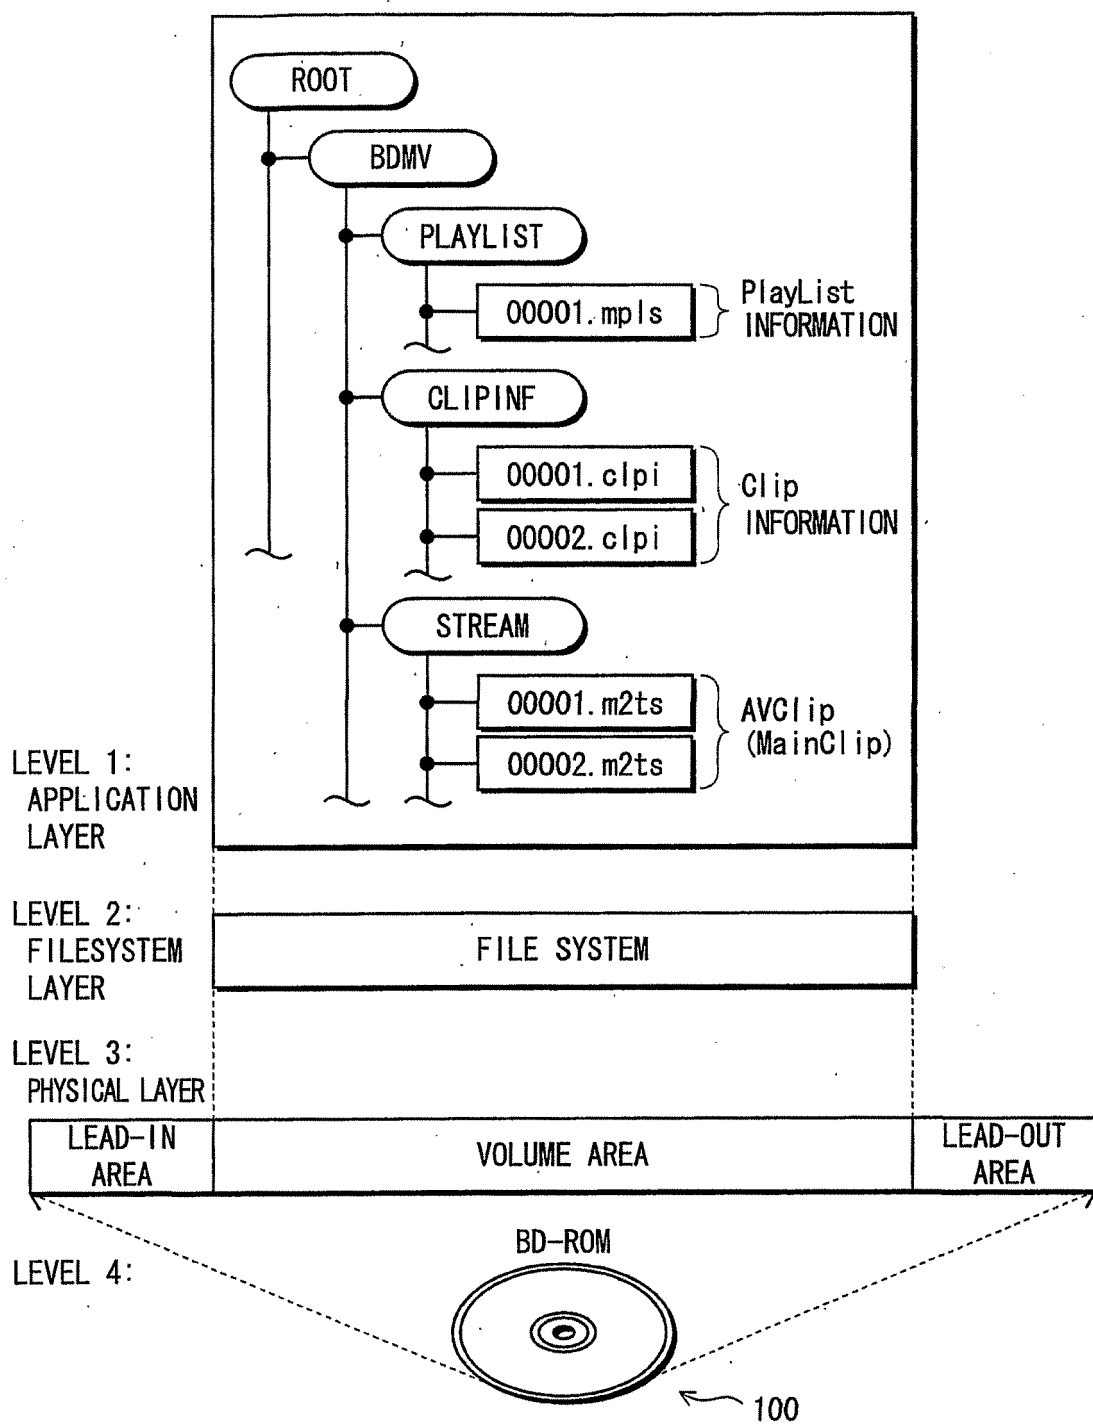 ROOT
BDMV
PLAYLIST
00001.mpls
PlayList
INFORMATION
CLIPINF
00001.clpi
00002.clpi
Clip
INFORMATION
STREAM
00001.m2ts
00002.m2ts
AVClip
(MainClip)
LEVEL 1:
APPLICATION
LAYER
LEVEL 2:
FILESYSTEM
LAYER
FILE SYSTEM
LEVEL 3:
PHYSICAL LAYER
LEAD-IN
AREA
VOLUME AREA
LEAD-OUT
AREA
BD-ROM
LEVEL 4:
100